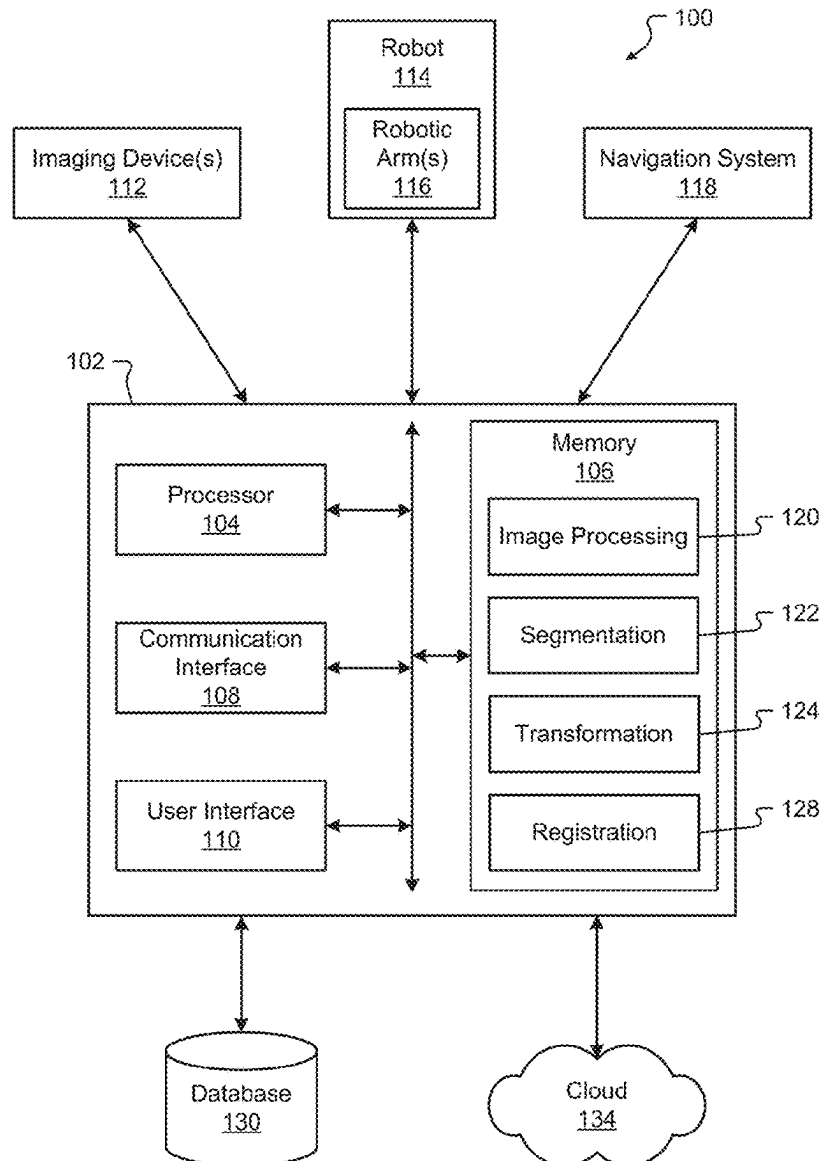 100
Robot
114
Robotic
Arm(s)
116
Imaging Device(s)
112
Navigation System
118
102
Memory
106
Processor
104
Image Processing
120
Communication
Interface
108
Segmentation
122
Transformation
124
User Interface
110
Registration
128
Database
130
Cloud
134